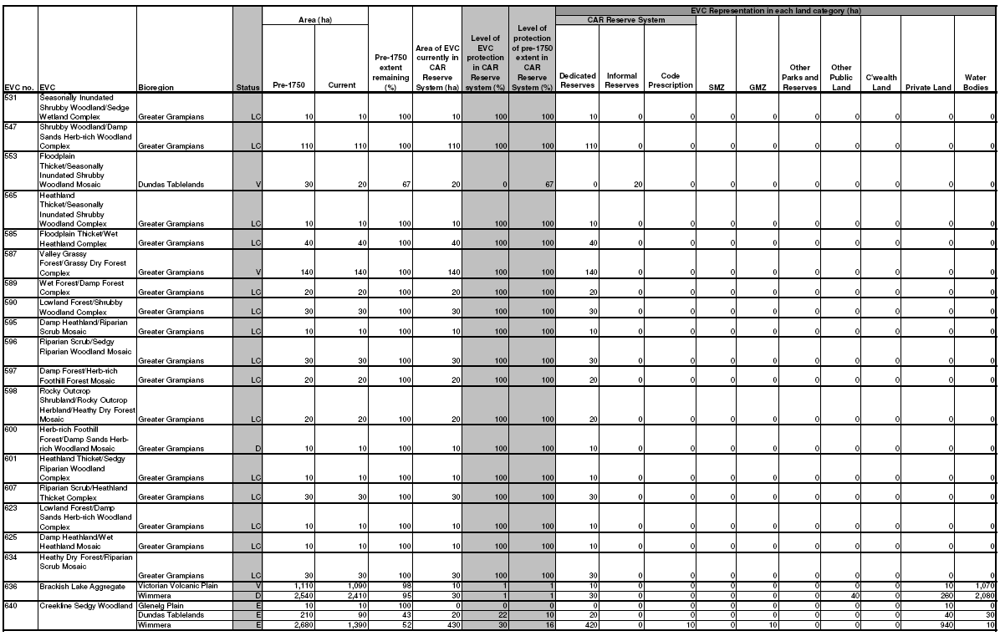 EVC Representation in each land category (ha)
Area (ha) CAR Reserve System
EVC no. EVC Bioregion Status Pre-1750 Current Pre-1750 extent remaining (%) Area of EVC currently in CAR Reserve System (ha) Level of EVC protection in CAR Reserve system (%) Level of protection of pre-1750 extent in CAR Reserve System (%) Dedicated Reserves Informal Reserves Code Prescription SMZ GMZ Other Parks and Reserves Other Public Land C'wealth Land Private Land Water Bodies
531 Seasonally Inundated
Shrubby Woodland/Sedge
Wetland Complex Greater Grampians LC 10 10 100 10 100 100 10 0 0 0 0 0 0 0 0 0
547 Shrubby Woodland/Damp
Sands Herb-rich Woodland
Complex Greater Grampians LC 110 110 100 110 100 100 110 0 0 0 0 0 0 0 0 0
553 Floodplain
Thicket/Seasonally
Inundated Shrubby
Woodland Mosaic Dundas Tablelands V 30 20 67 20 0 67 0 20 0 0 0 0 0 0 0 0
565 Heathland
Thicket/Seasonally
Inundated Shrubby
Woodland Complex Greater Grampians LC 10 10 100 10 100 100 10 0 0 0 0 0 0 0 0 0
585 Floodplain Thicket/Wet
Heathland Complex Greater Grampians LC 40 40 100 40 100 100 40 0 0 0 0 0 0 0 0 0
587 Valley Grassy
Forest/Grassy Dry Forest
Complex Greater Grampians V 140 140 100 140 100 100 140 0 0 0 0 0 0 0 0 0
589 Wet Forest/Damp Forest
Complex Greater Grampians LC 20 20 100 20 100 100 20 0 0 0 0 0 0 0 0 0
590 Lowland Forest/Shrubby
Woodland Complex Greater Grampians LC 30 30 100 30 100 100 30 0 0 0 0 0 0 0 0 0
595 Damp Heathland/Riparian
Scrub Mosaic Greater Grampians LC 10 10 100 10 100 100 10 0 0 0 0 0 0 0 0 0
596 Riparian Scrub/Sedgy
Riparian Woodland Mosaic
Greater Grampians LC 30 30 100 30 100 100 30 0 0 0 0 0 0 0 0 0
597 Damp Forest/Herb-rich
Foothill Forest Mosaic Greater Grampians LC 20 20 100 20 100 100 20 0 0 0 0 0 0 0 0 0
598 Rocky Outcrop
Shrubland/Rocky Outcrop
Herbland/Heathy Dry Forest
Mosaic Greater Grampians LC 20 20 100 20 100 100 20 0 0 0 0 0 0 0 0 0
600 Herb-rich Foothill
Forest/Damp Sands Herb-
rich Woodland Mosaic Greater Grampians D 10 10 100 10 100 100 10 0 0 0 0 0 0 0 0 0
601 Heathland Thicket/Sedgy
Riparian Woodland
Complex Greater Grampians LC 10 10 100 10 100 100 10 0 0 0 0 0 0 0 0 0
607 Riparian Scrub/Heathland
Thicket Complex Greater Grampians LC 30 30 100 30 100 100 30 0 0 0 0 0 0 0 0 0
623 Lowland Forest/Damp
Sands Herb-rich Woodland
Complex Greater Grampians LC 10 10 100 10 100 100 10 0 0 0 0 0 0 0 0 0
625 Damp Heathland/Wet
Heathland Mosaic Greater Grampians LC 10 10 100 10 100 100 10 0 0 0 0 0 0 0 0 0
634 Heathy Dry Forest/Riparian
Scrub Mosaic
Greater Grampians LC 30 30 100 30 100 100 30 0 0 0 0 0 0 0 0 0
636 Brackish Lake Aggregate Victorian Volcanic Plain V 1,110 1,090 98 10 1 1 10 0 0 0 0 0 0 0 10 1,070
Wimmera D 2,540 2,410 95 30 1 1 30 0 0 0 0 0 40 0 260 2,080
640 Creekline Sedgy Woodland Glenelg Plain E 10 10 100 0 0 0 0 0 0 0 0 0 0 0 10 0
Dundas Tablelands E 210 90 43 20 22 10 20 0 0 0 0 0 0 0 40 30
Wimmera E 2,680 1,390 52 430 30 16 420 0 10 0 10 0 0 0 940 10